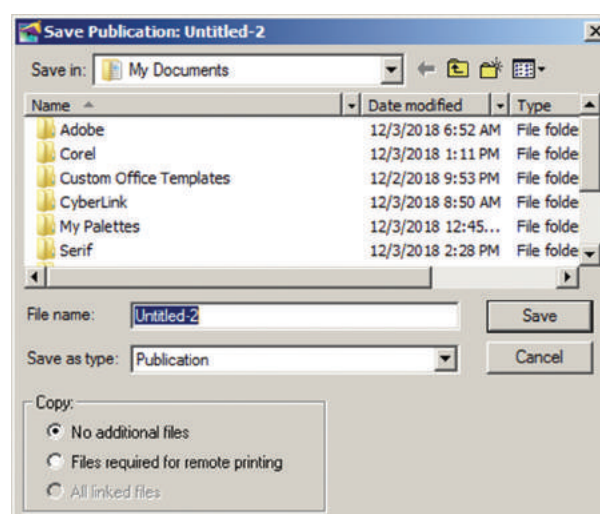 Save Publication: Untitled-2
Save in: My Documents
Name Date modified Type
Adobe 12/3/2018 6:52 AM File folde
Corel 12/3/2018 1:11 PM File folde
Custom Office Templates 12/2/2018 9:53 PM File folde
CyberLink 12/3/2018 8:50 AM File folde
My Palettes 12/3/2018 12:45... File folde
Serif 12/3/2018 2:28 PM File folde
File name: Untitled-2 Save
Save as type: Publication Cancel
Copy:
No additional files
Files required for remote printing
All linked files